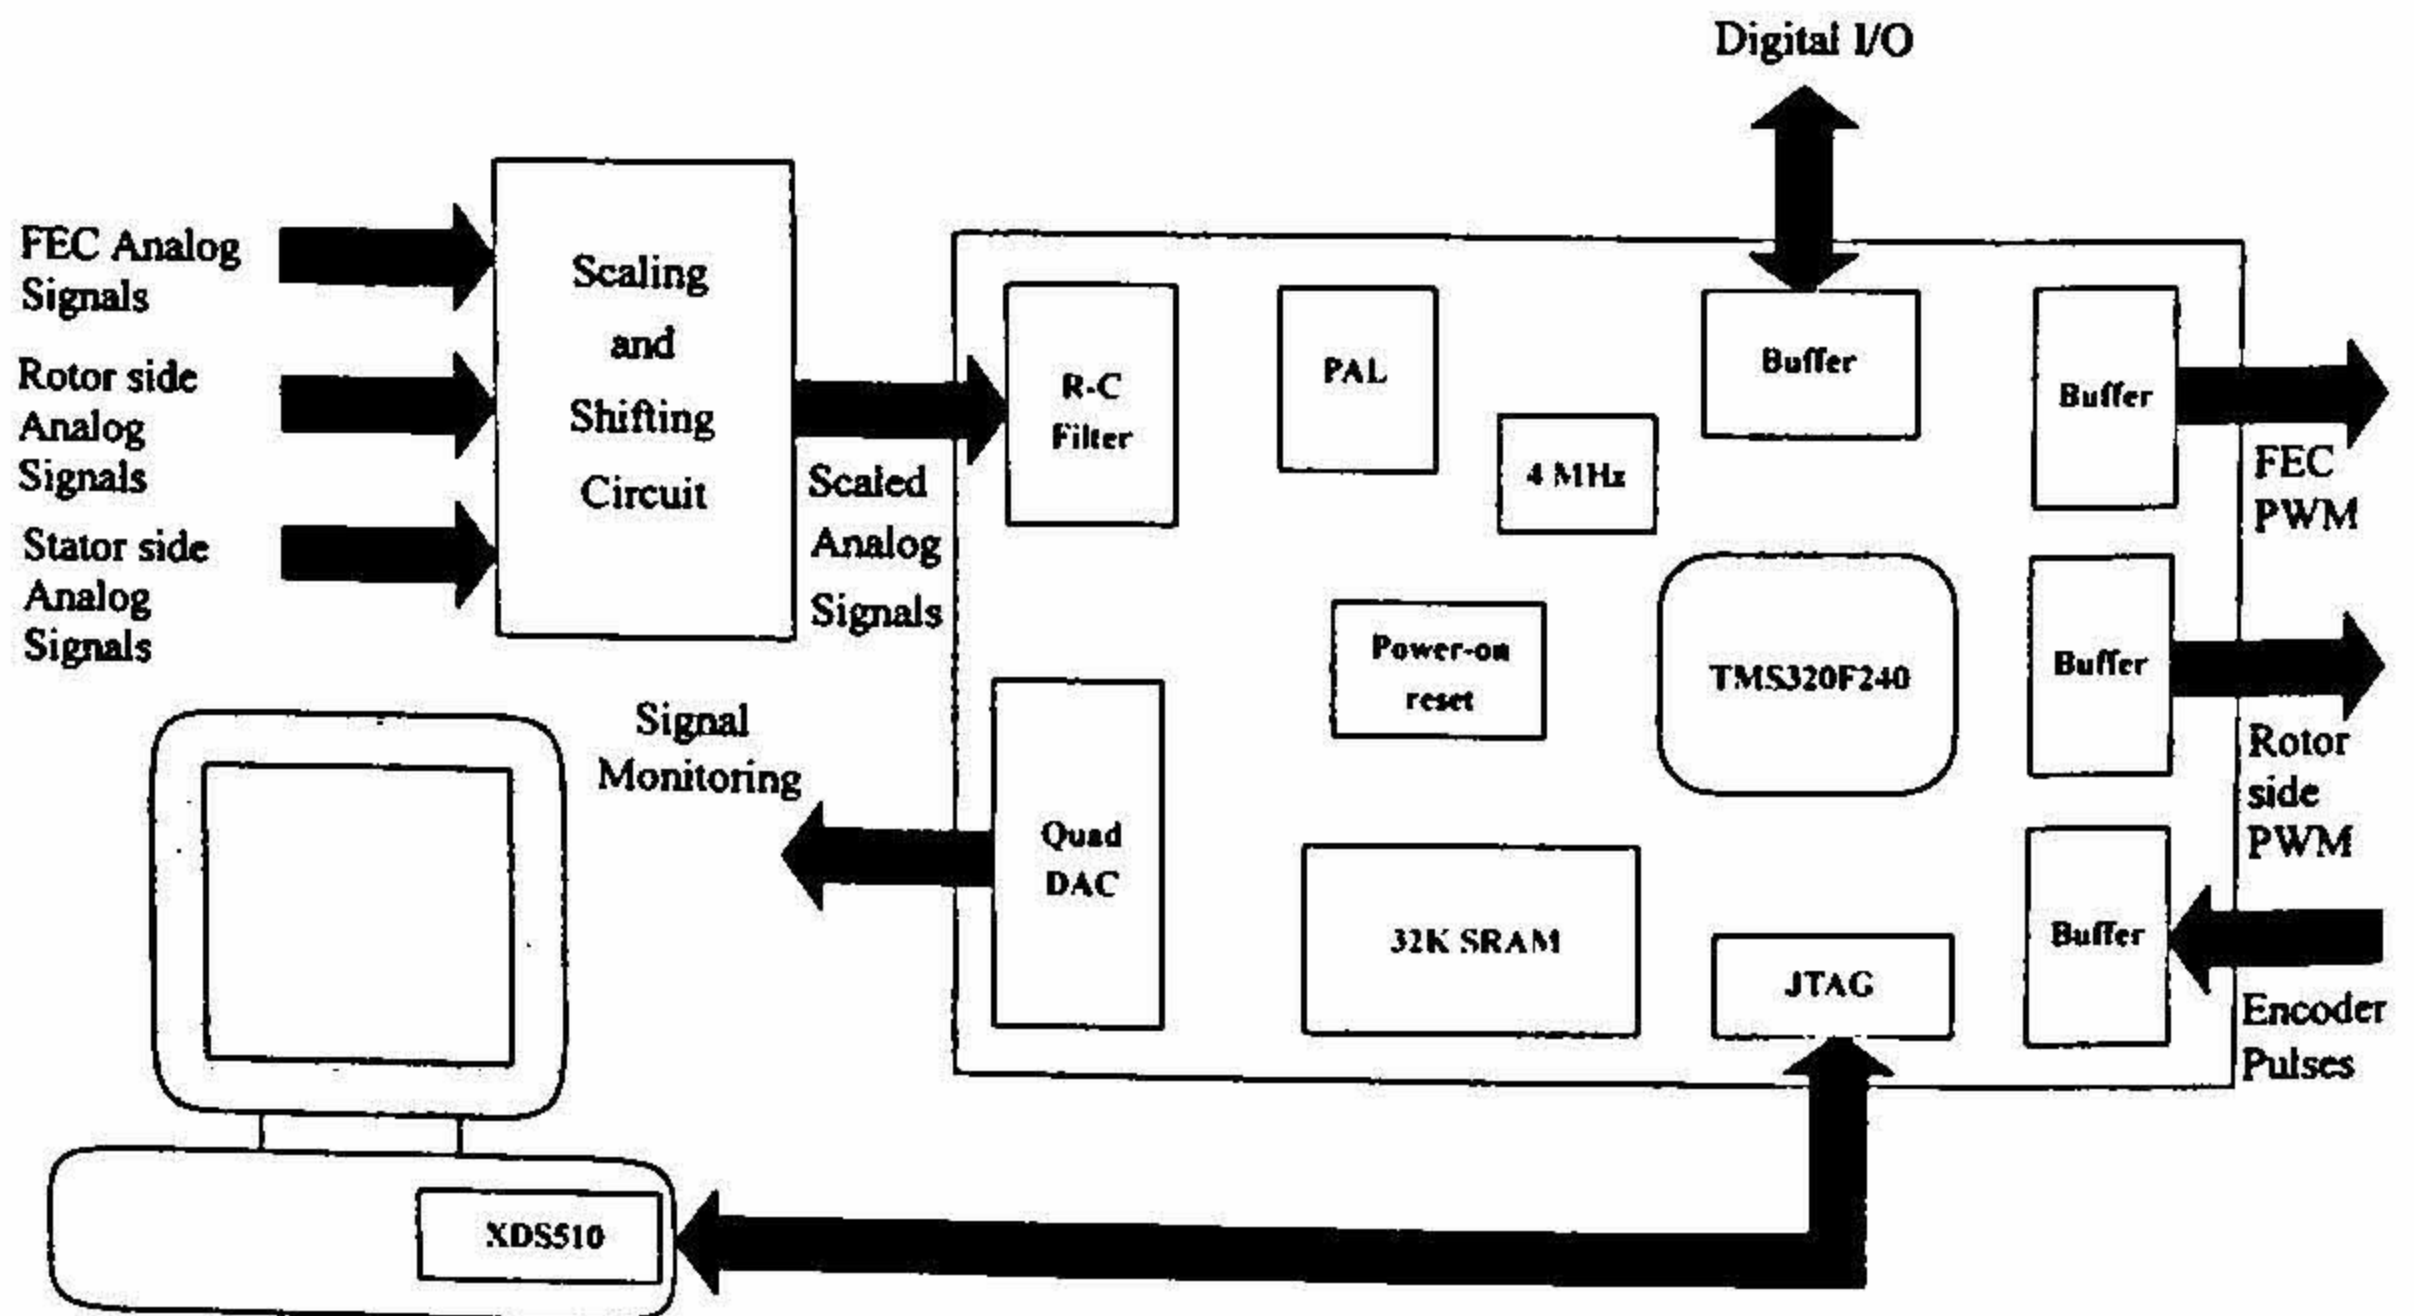 Digital I/O
FEC Analog
Signals
Rotor side
Analog
Signals
Stator side
Analog
Signals
Scaling
and
Shifting
Circuit
Scaled
Analog
Signals
R-C
Filter
PAL
4 MHz
Buffer
Buffer
FEC
PWM
Power-on
reset
TMS320F240
Buffer
Rotor
side
PWM
Signal
Monitoring
Quad
DAC
32K SRAM
JTAG
Buffer
Encoder
Pulses
XDS510